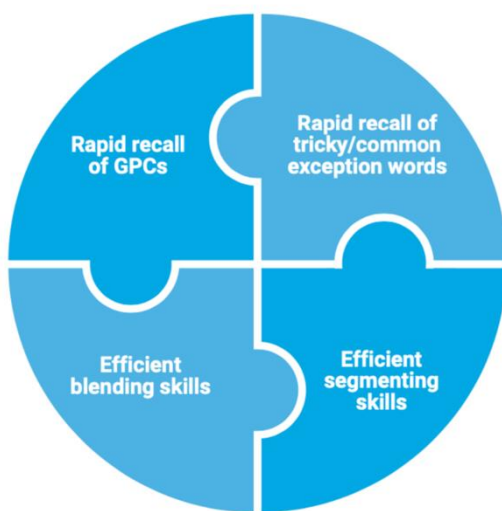 Rapid recall
of GPCs
Rapid recall of
tricky/common
exception words
Efficient
blending skills
Efficient
segmenting
skills